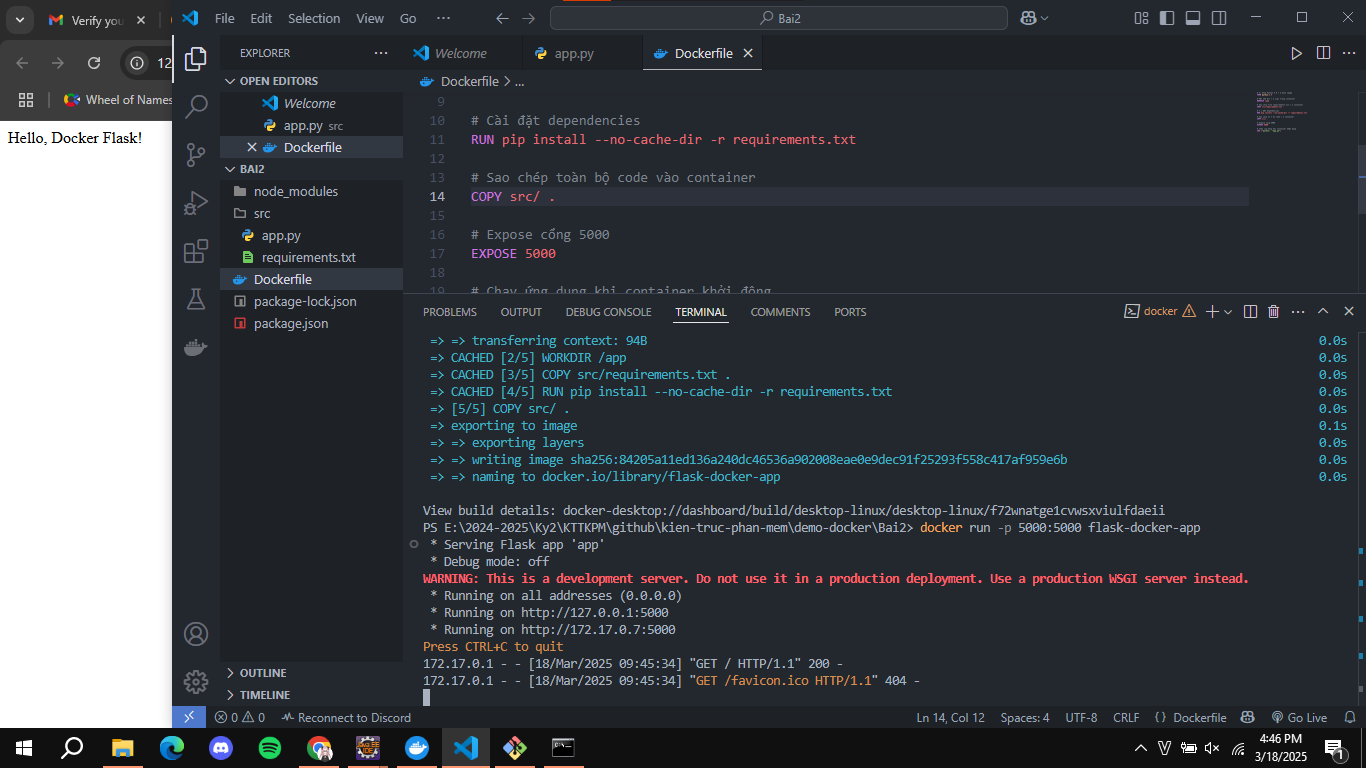 Verify you
12
Wheel of Names
Hello, Docker Flask!
File Edit Selection View Go ···
Bai2
EXPLORER
OPEN EDITORS
Welcome
app.py src
Dockerfile
BAI2
node_modules
src
app.py
requirements.txt
Dockerfile
package-lock.json
package.json
OUTLINE
TIMELINE
Welcome
app.py
Dockerfile
Dockerfile > ...
9
10 # Cài đặt dependencies
11 RUN pip install --no-cache-dir -r requirements.txt
12
13 # Sao chép toàn bộ code vào container
14 COPY src/ .
15
16 # Expose cổng 5000
17 EXPOSE 5000
18
19 # Chạy ứng dụng khi container khởi động
PROBLEMS OUTPUT DEBUG CONSOLE TERMINAL COMMENTS PORTS
docker
=> => transferring context: 94B 0.0s
=> CACHED [2/5] WORKDIR /app 0.0s
=> CACHED [3/5] COPY src/requirements.txt . 0.0s
=> CACHED [4/5] RUN pip install --no-cache-dir -r requirements.txt 0.0s
=> [5/5] COPY src/ . 0.0s
=> exporting to image 0.1s
=> => exporting layers 0.0s
=> => writing image sha256:84205a11ed136a240dc46536a902008eae0e9dec91f25293f558c417af959e6b 0.0s
=> => naming to docker.io/library/flask-docker-app 0.0s
View build details: docker-desktop://dashboard/build/desktop-linux/desktop-linux/f72wnatge1cvwsxviulfdaeii
PS E:\2024-2025\Ky2\KTTKPM\github\kien-truc-phan-mem\demo-docker\Bai2> docker run -p 5000:5000 flask-docker-app
* Serving Flask app 'app'
* Debug mode: off
WARNING: This is a development server. Do not use it in a production deployment. Use a production WSGI server instead.
* Running on all addresses (0.0.0.0)
* Running on http://127.0.0.1:5000
* Running on http://172.17.0.7:5000
Press CTRL+C to quit
172.17.0.1 - - [18/Mar/2025 09:45:34] "GET / HTTP/1.1" 200 -
172.17.0.1 - - [18/Mar/2025 09:45:34] "GET /favicon.ico HTTP/1.1" 404 -
0 0 Reconnect to Discord
Ln 14, Col 12 Spaces: 4 UTF-8 CRLF {} Dockerfile Go Live
4:46 PM
3/18/2025
1